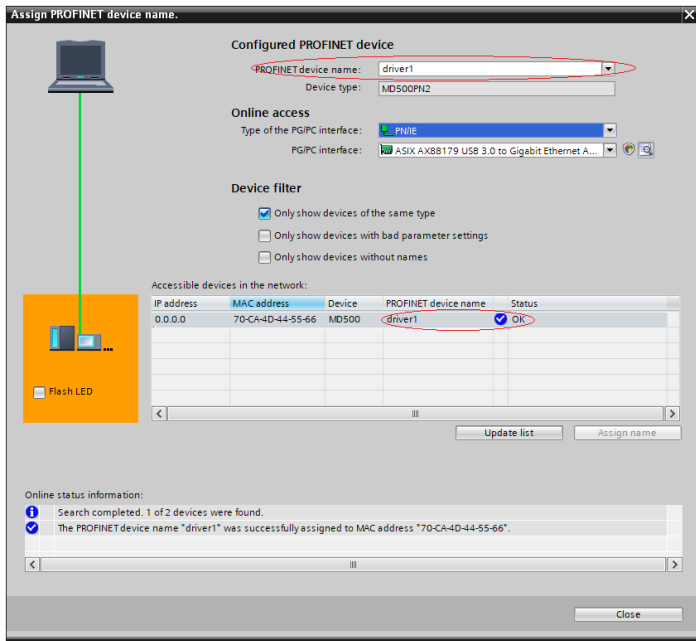 Assign PROFINET device name.
Configured PROFINET device
PROFINET device name: driver1
Device type: MD500PN2
Online access
Type of the PG/PC interface: PN/IE
PG/PC interface: ASIX AX88179 USB 3.0 to Gigabit Ethernet A...
Device filter
Only show devices of the same type
Only show devices with bad parameter settings
Only show devices without names
Accessible devices in the network:
IP address MAC address Device PROFINET device name Status
0.0.0.0 70-CA-4D-44-55-66 MD500 driver1 OK
Flash LED
Update list Assign name
Online status information:
Search completed. 1 of 2 devices were found.
The PROFINET device name "driver1" was successfully assigned to MAC address "70-CA-4D-44-55-66".
Close